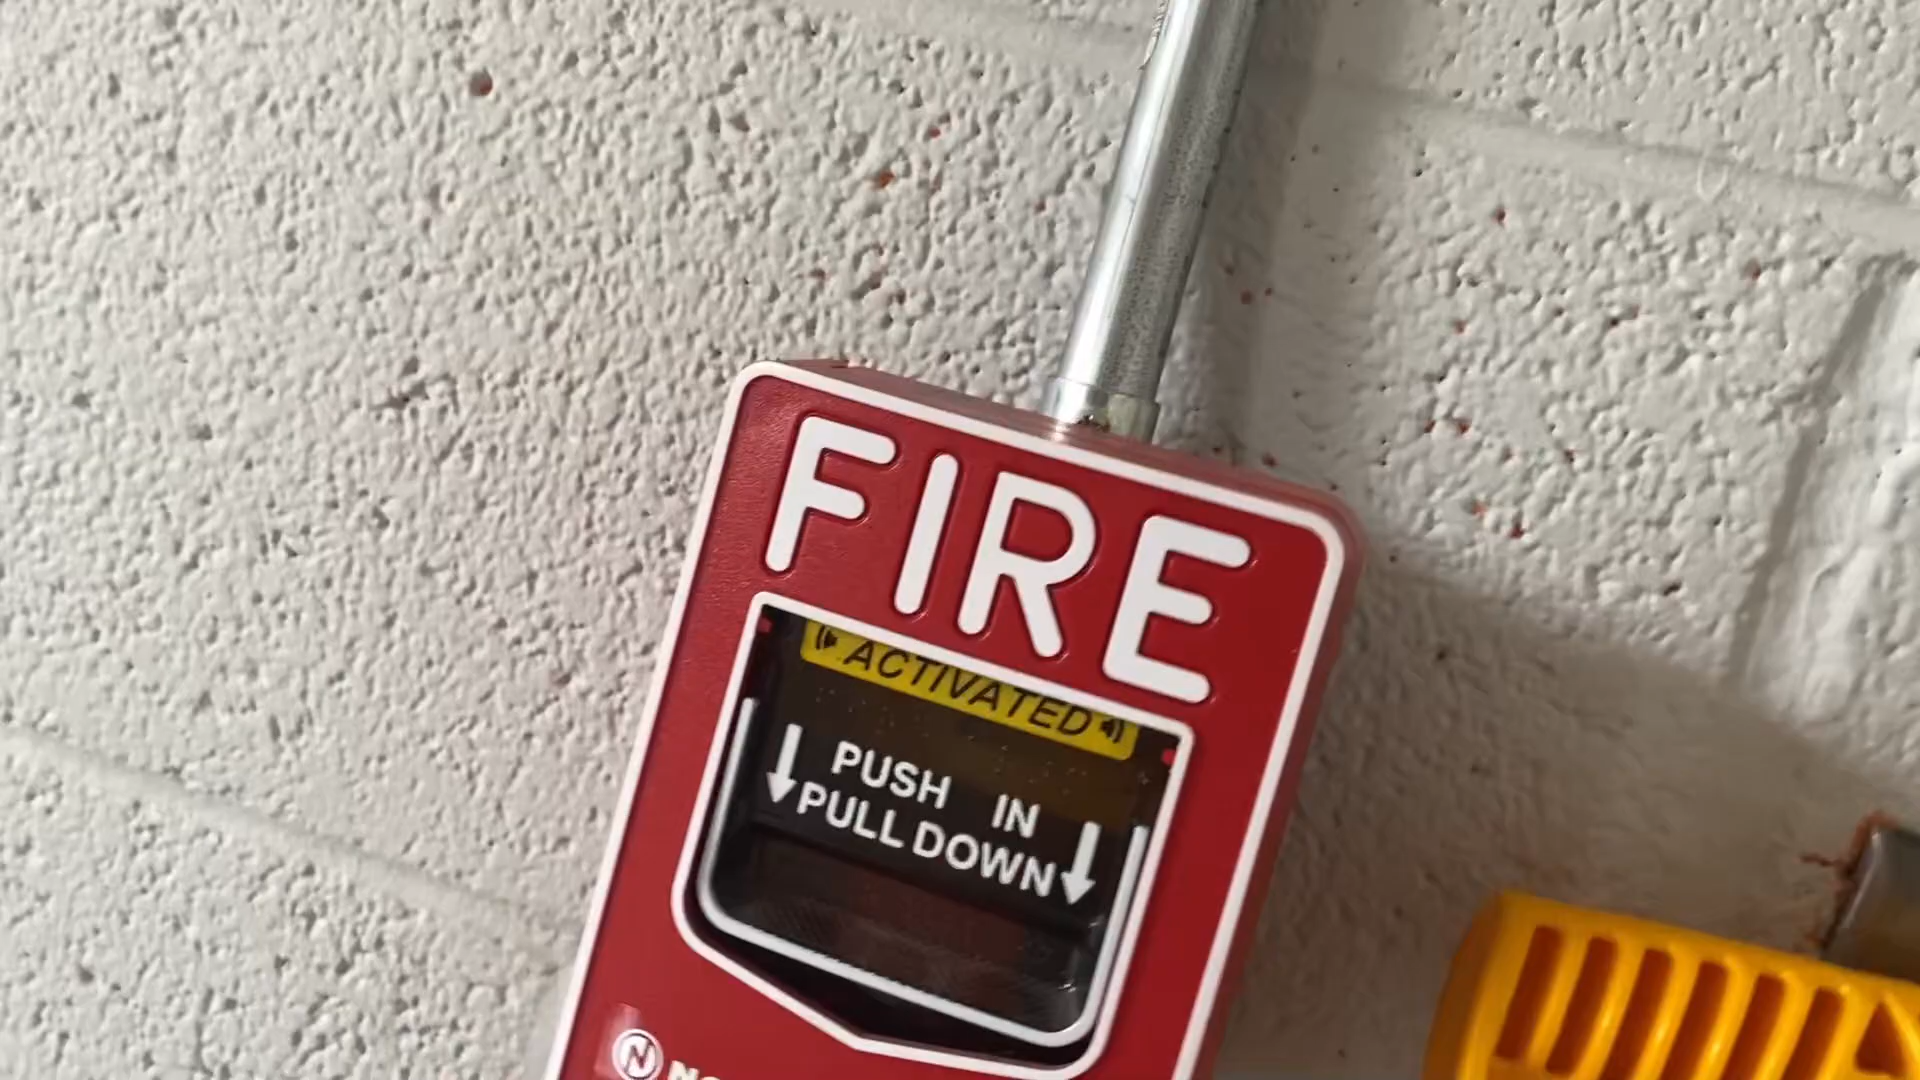 FIRE
ACTIVATED
PUSH IN
PULL DOWN
N